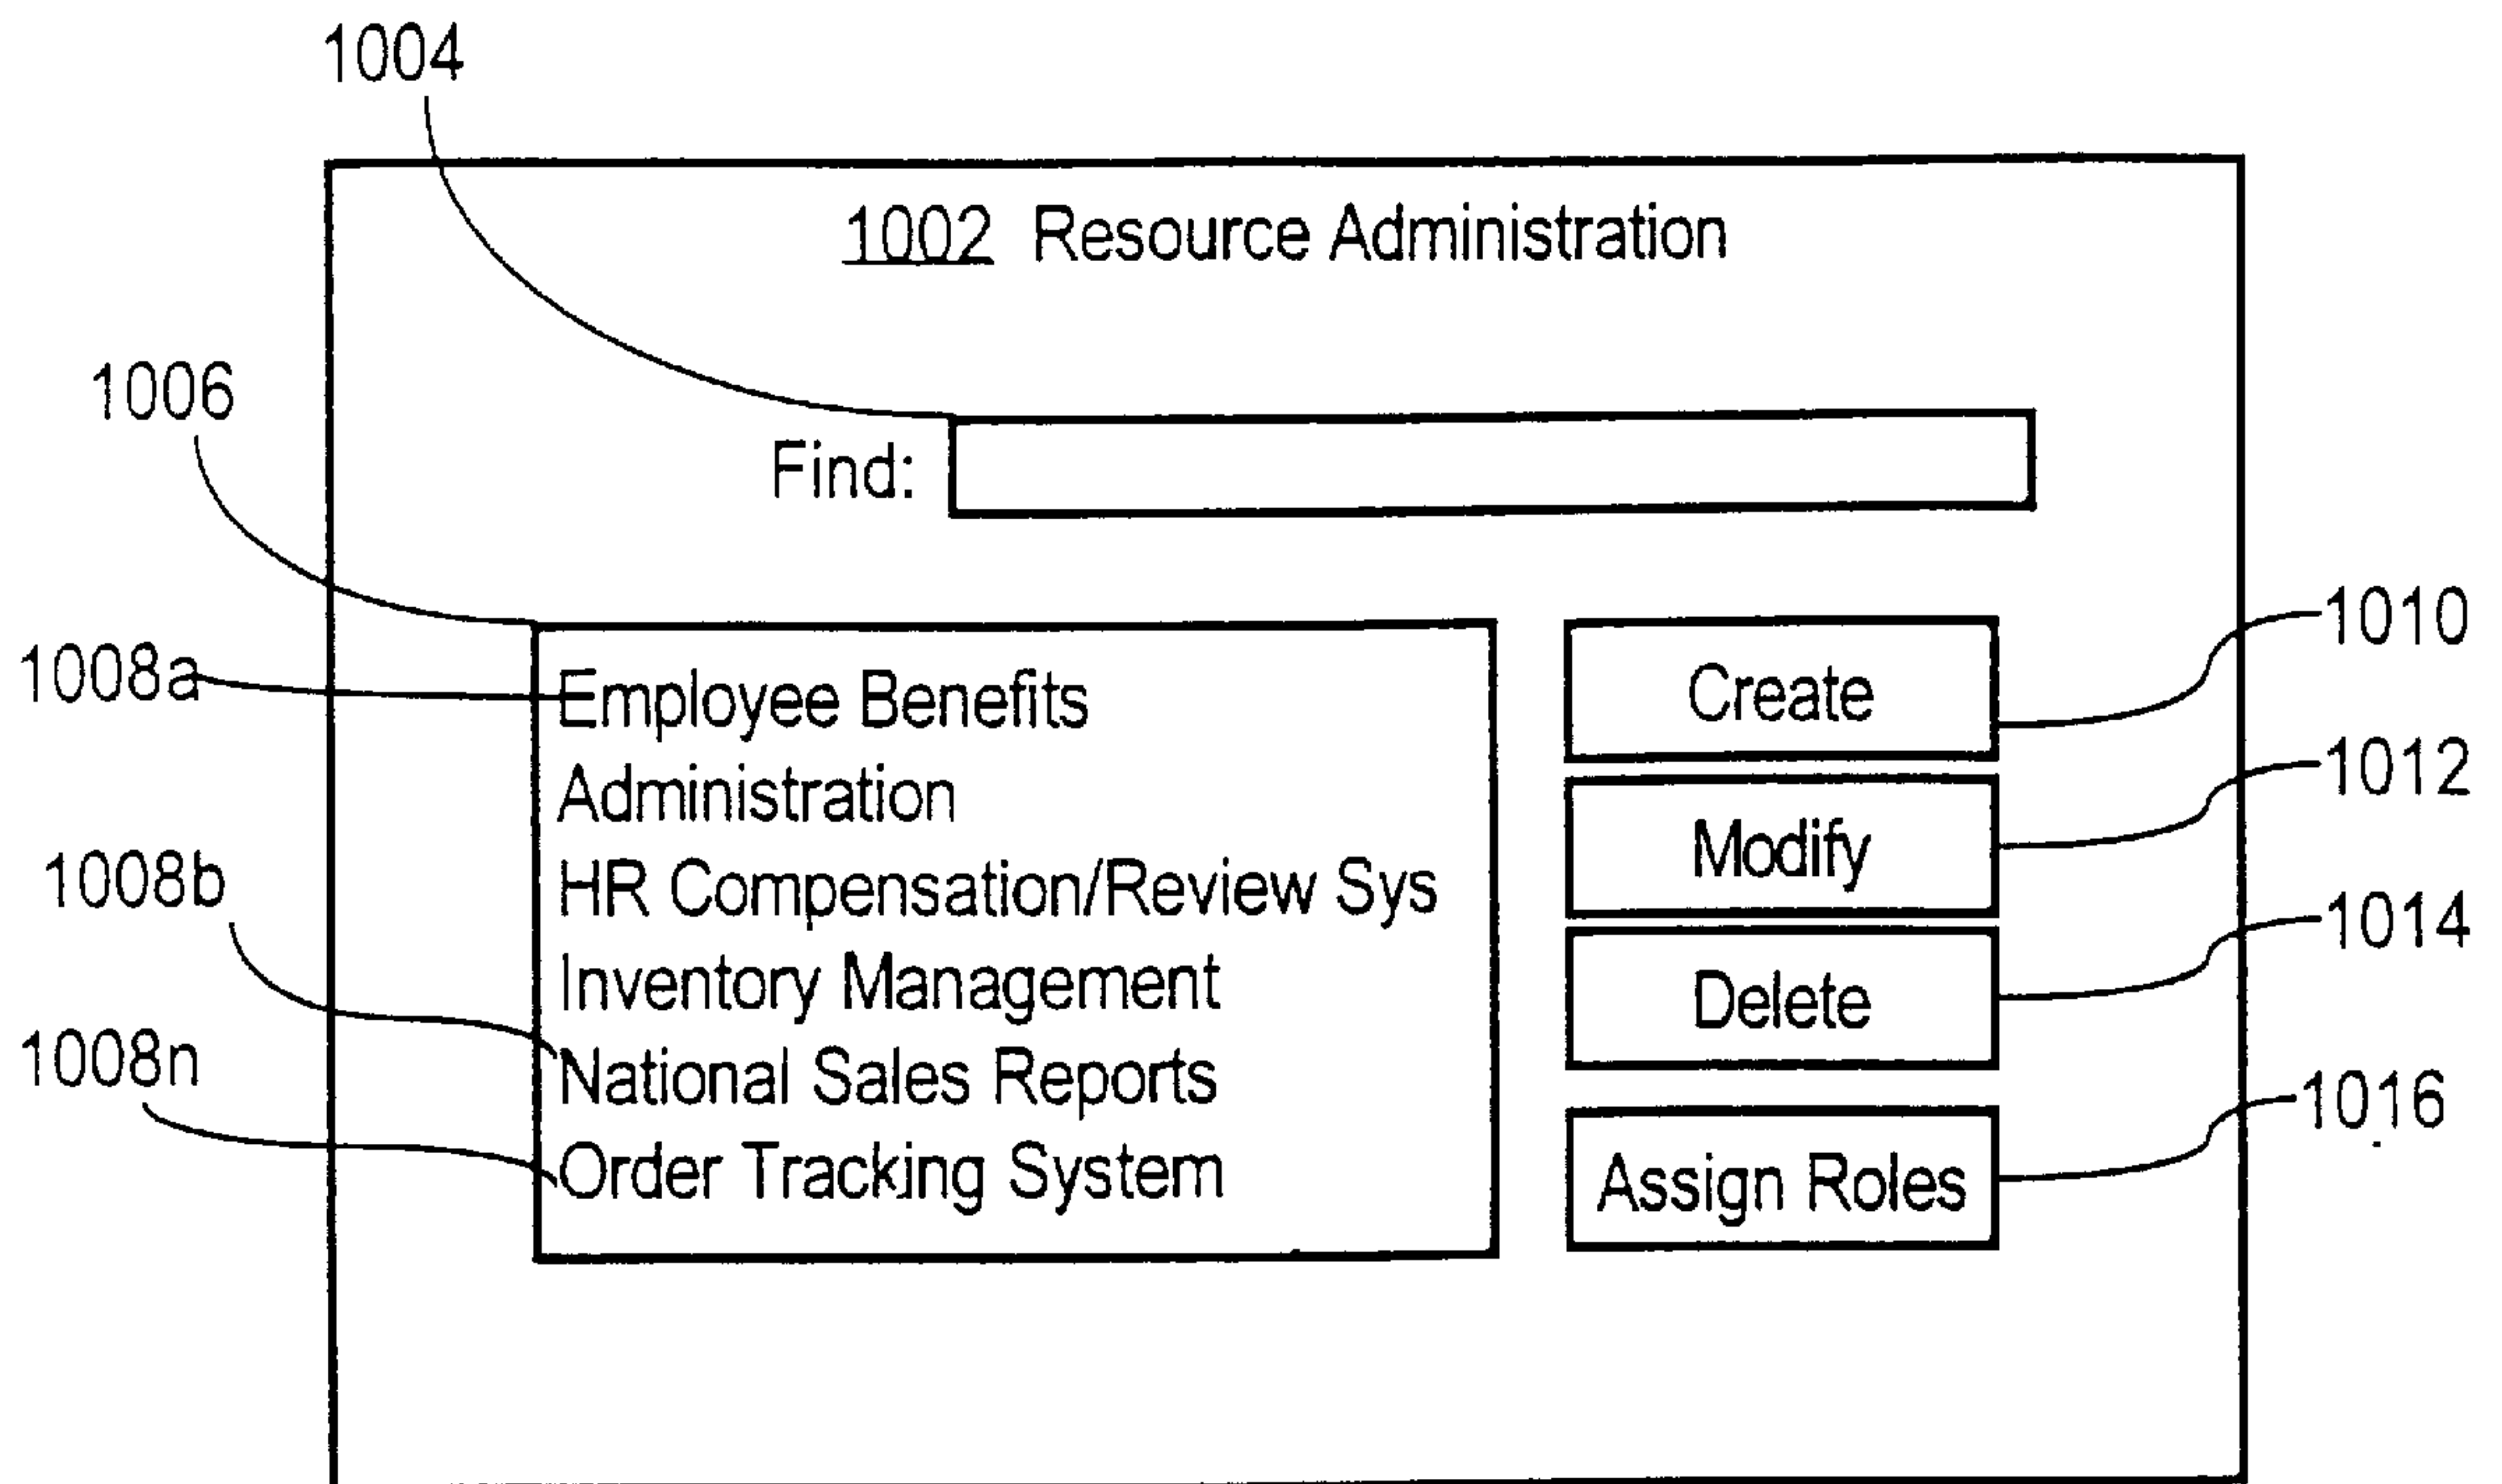 1004
1002 Resource Administration
1006
Find:
1010
1008a
Employee Benefits
Create
Administration
1012
Modify
1008b
HR Compensation/Review Sys
1014
Inventory Management
Delete
1008n
National Sales Reports
1016
Order Tracking System
Assign Roles